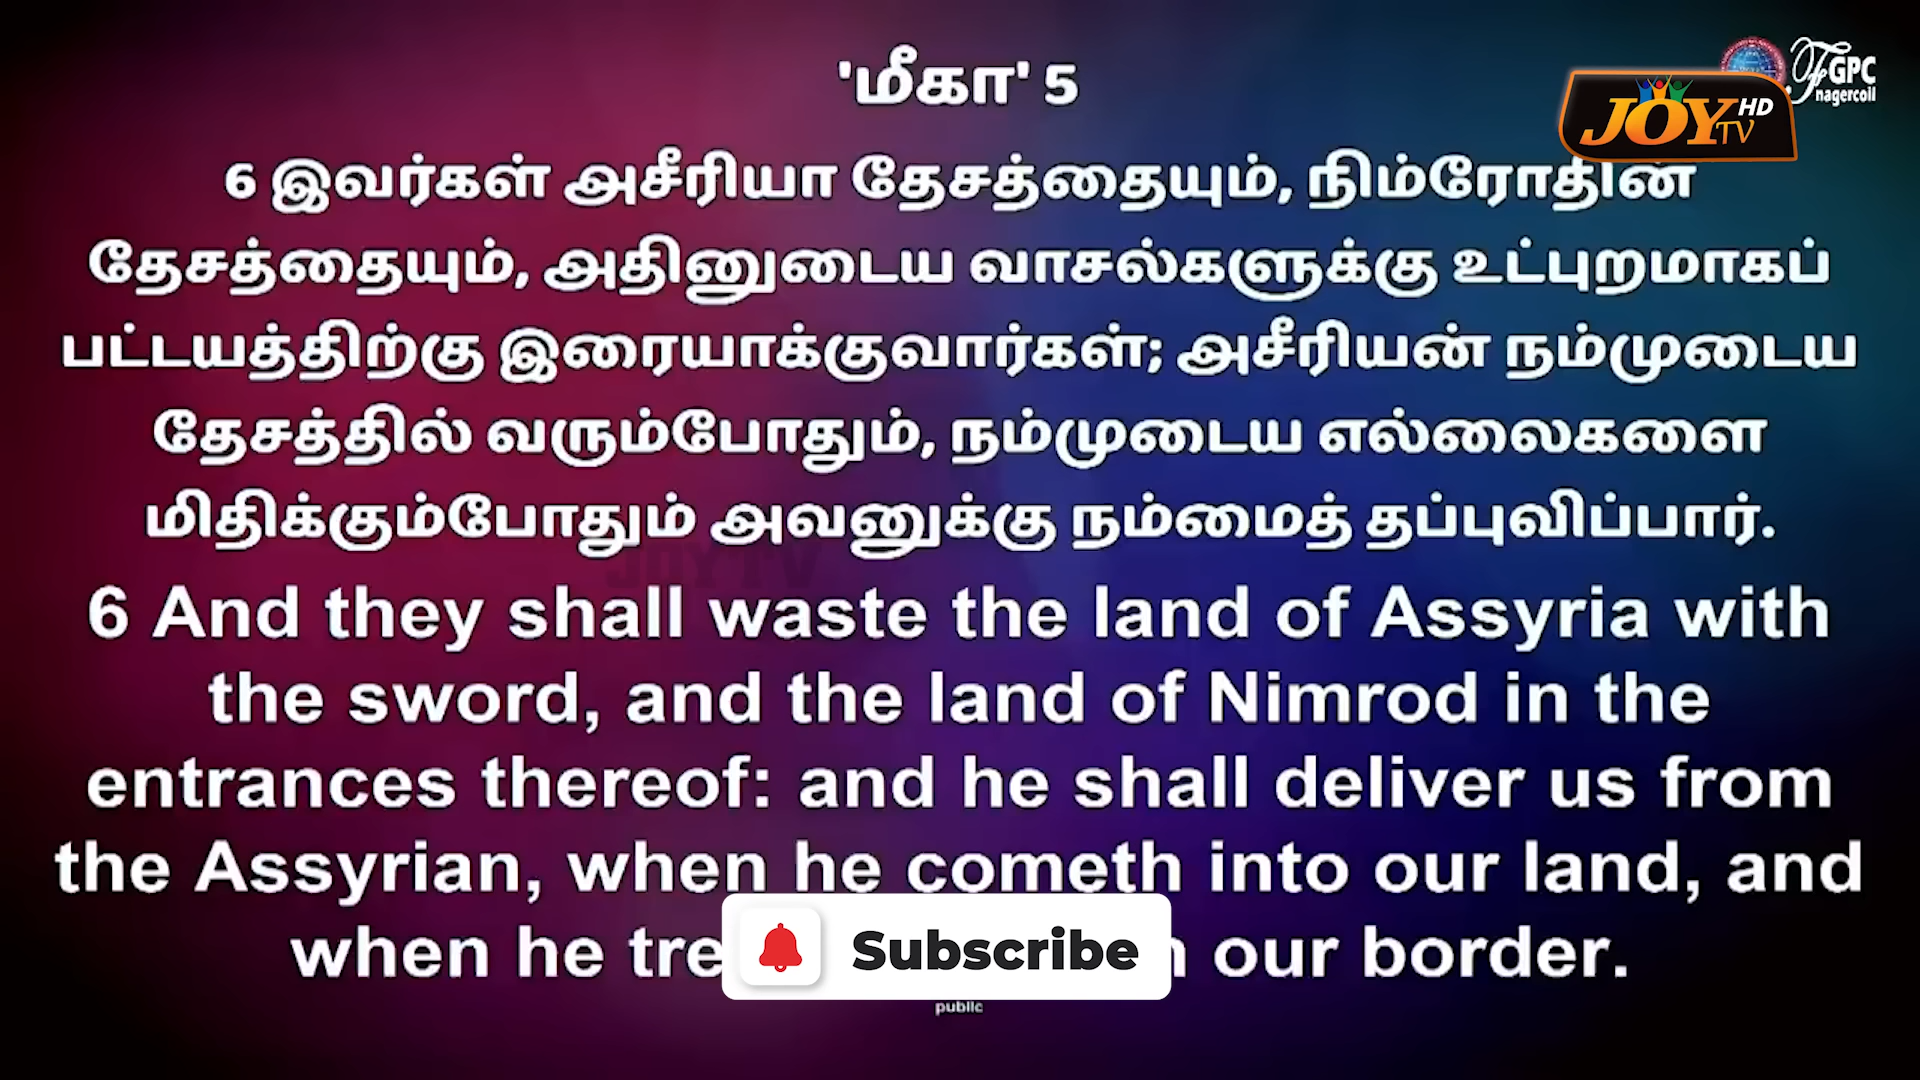 'மீகா' 5
6 இவர்கள் அசீரியா தேசத்தையும், நிம்ரோதின்
தேசத்தையும், அதினுடைய வாசல்களுக்கு உட்புறமாகப்
பட்டயத்திற்கு இரையாக்குவார்கள்; அசீரியன் நம்முடைய
தேசத்தில் வரும்போதும், நம்முடைய எல்லைகளை
மிதிக்கும்போதும் அவனுக்கு நம்மைத் தப்புவிப்பார்.
6 And they shall waste the land of Assyria with
the sword, and the land of Nimrod in the
entrances thereof: and he shall deliver us from
the Assyrian, when he cometh into our land, and
when he our border.
Subscribe
public
JOY TV HD
FGPC
nagercoil
JOY TV